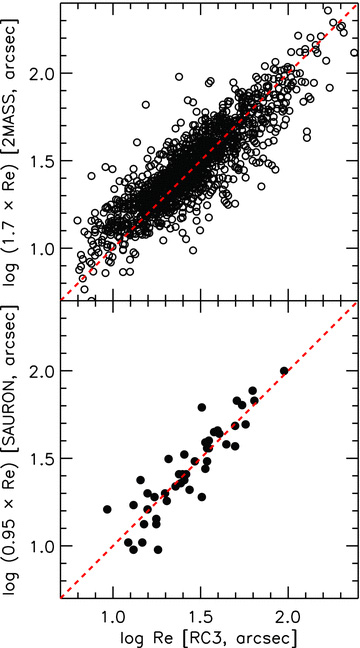 log (1.7 × Re) [2MASS, arcsec]
2.0
1.5
1.0
log (0.95 × Re) [SAURON, arcsec]
2.0
1.5
1.0
1.0 1.5 2.0
log Re [RC3, arcsec]